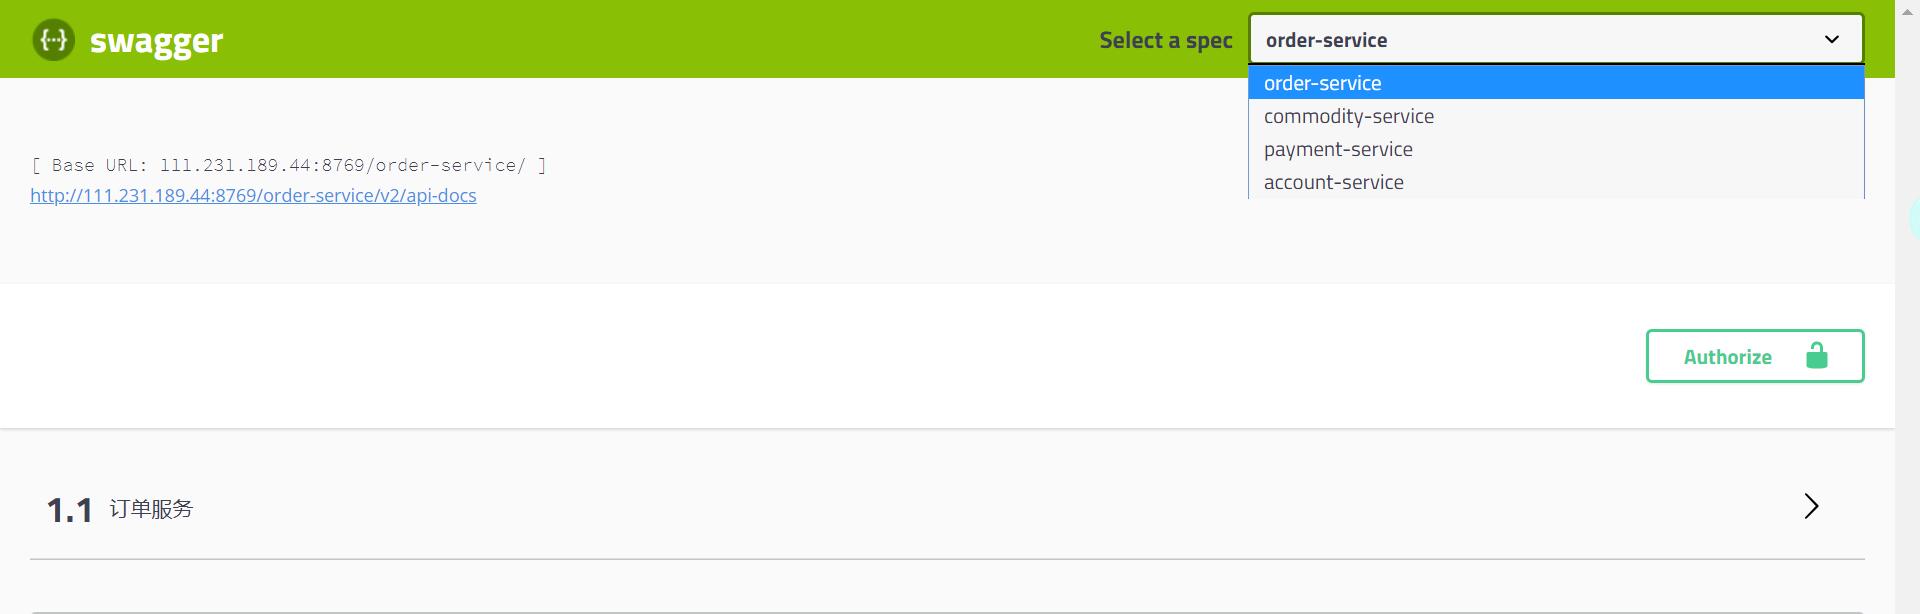 {···} swagger
Select a spec
order-service
order-service
commodity-service
payment-service
account-service
[ Base URL: 111.231.189.44:8769/order-service/ ]
http://111.231.189.44:8769/order-service/v2/api-docs
Authorize
1.1 订单服务